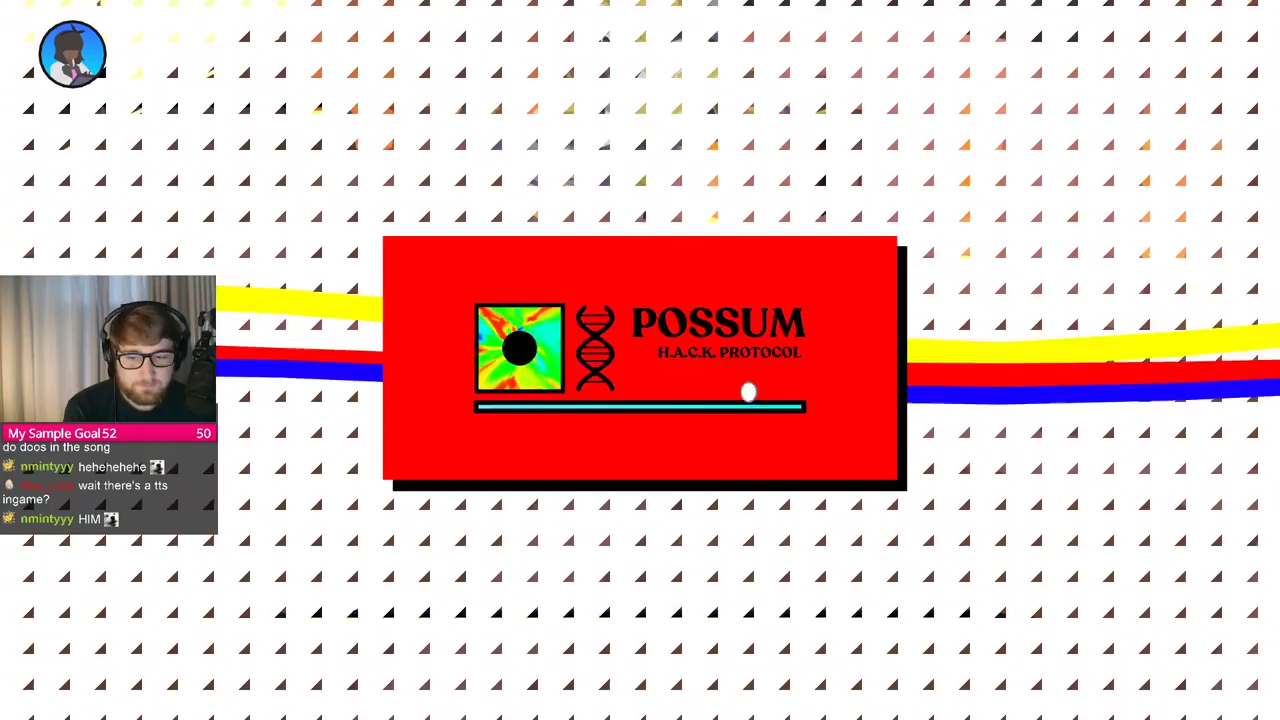 POSSUM
H.A.C.K. PROTOCOL
My Sample Goal 52 50
do doos in the song
nmintyyy hehehehehe
wait there's a tts
ingame?
nmintyyy HIM